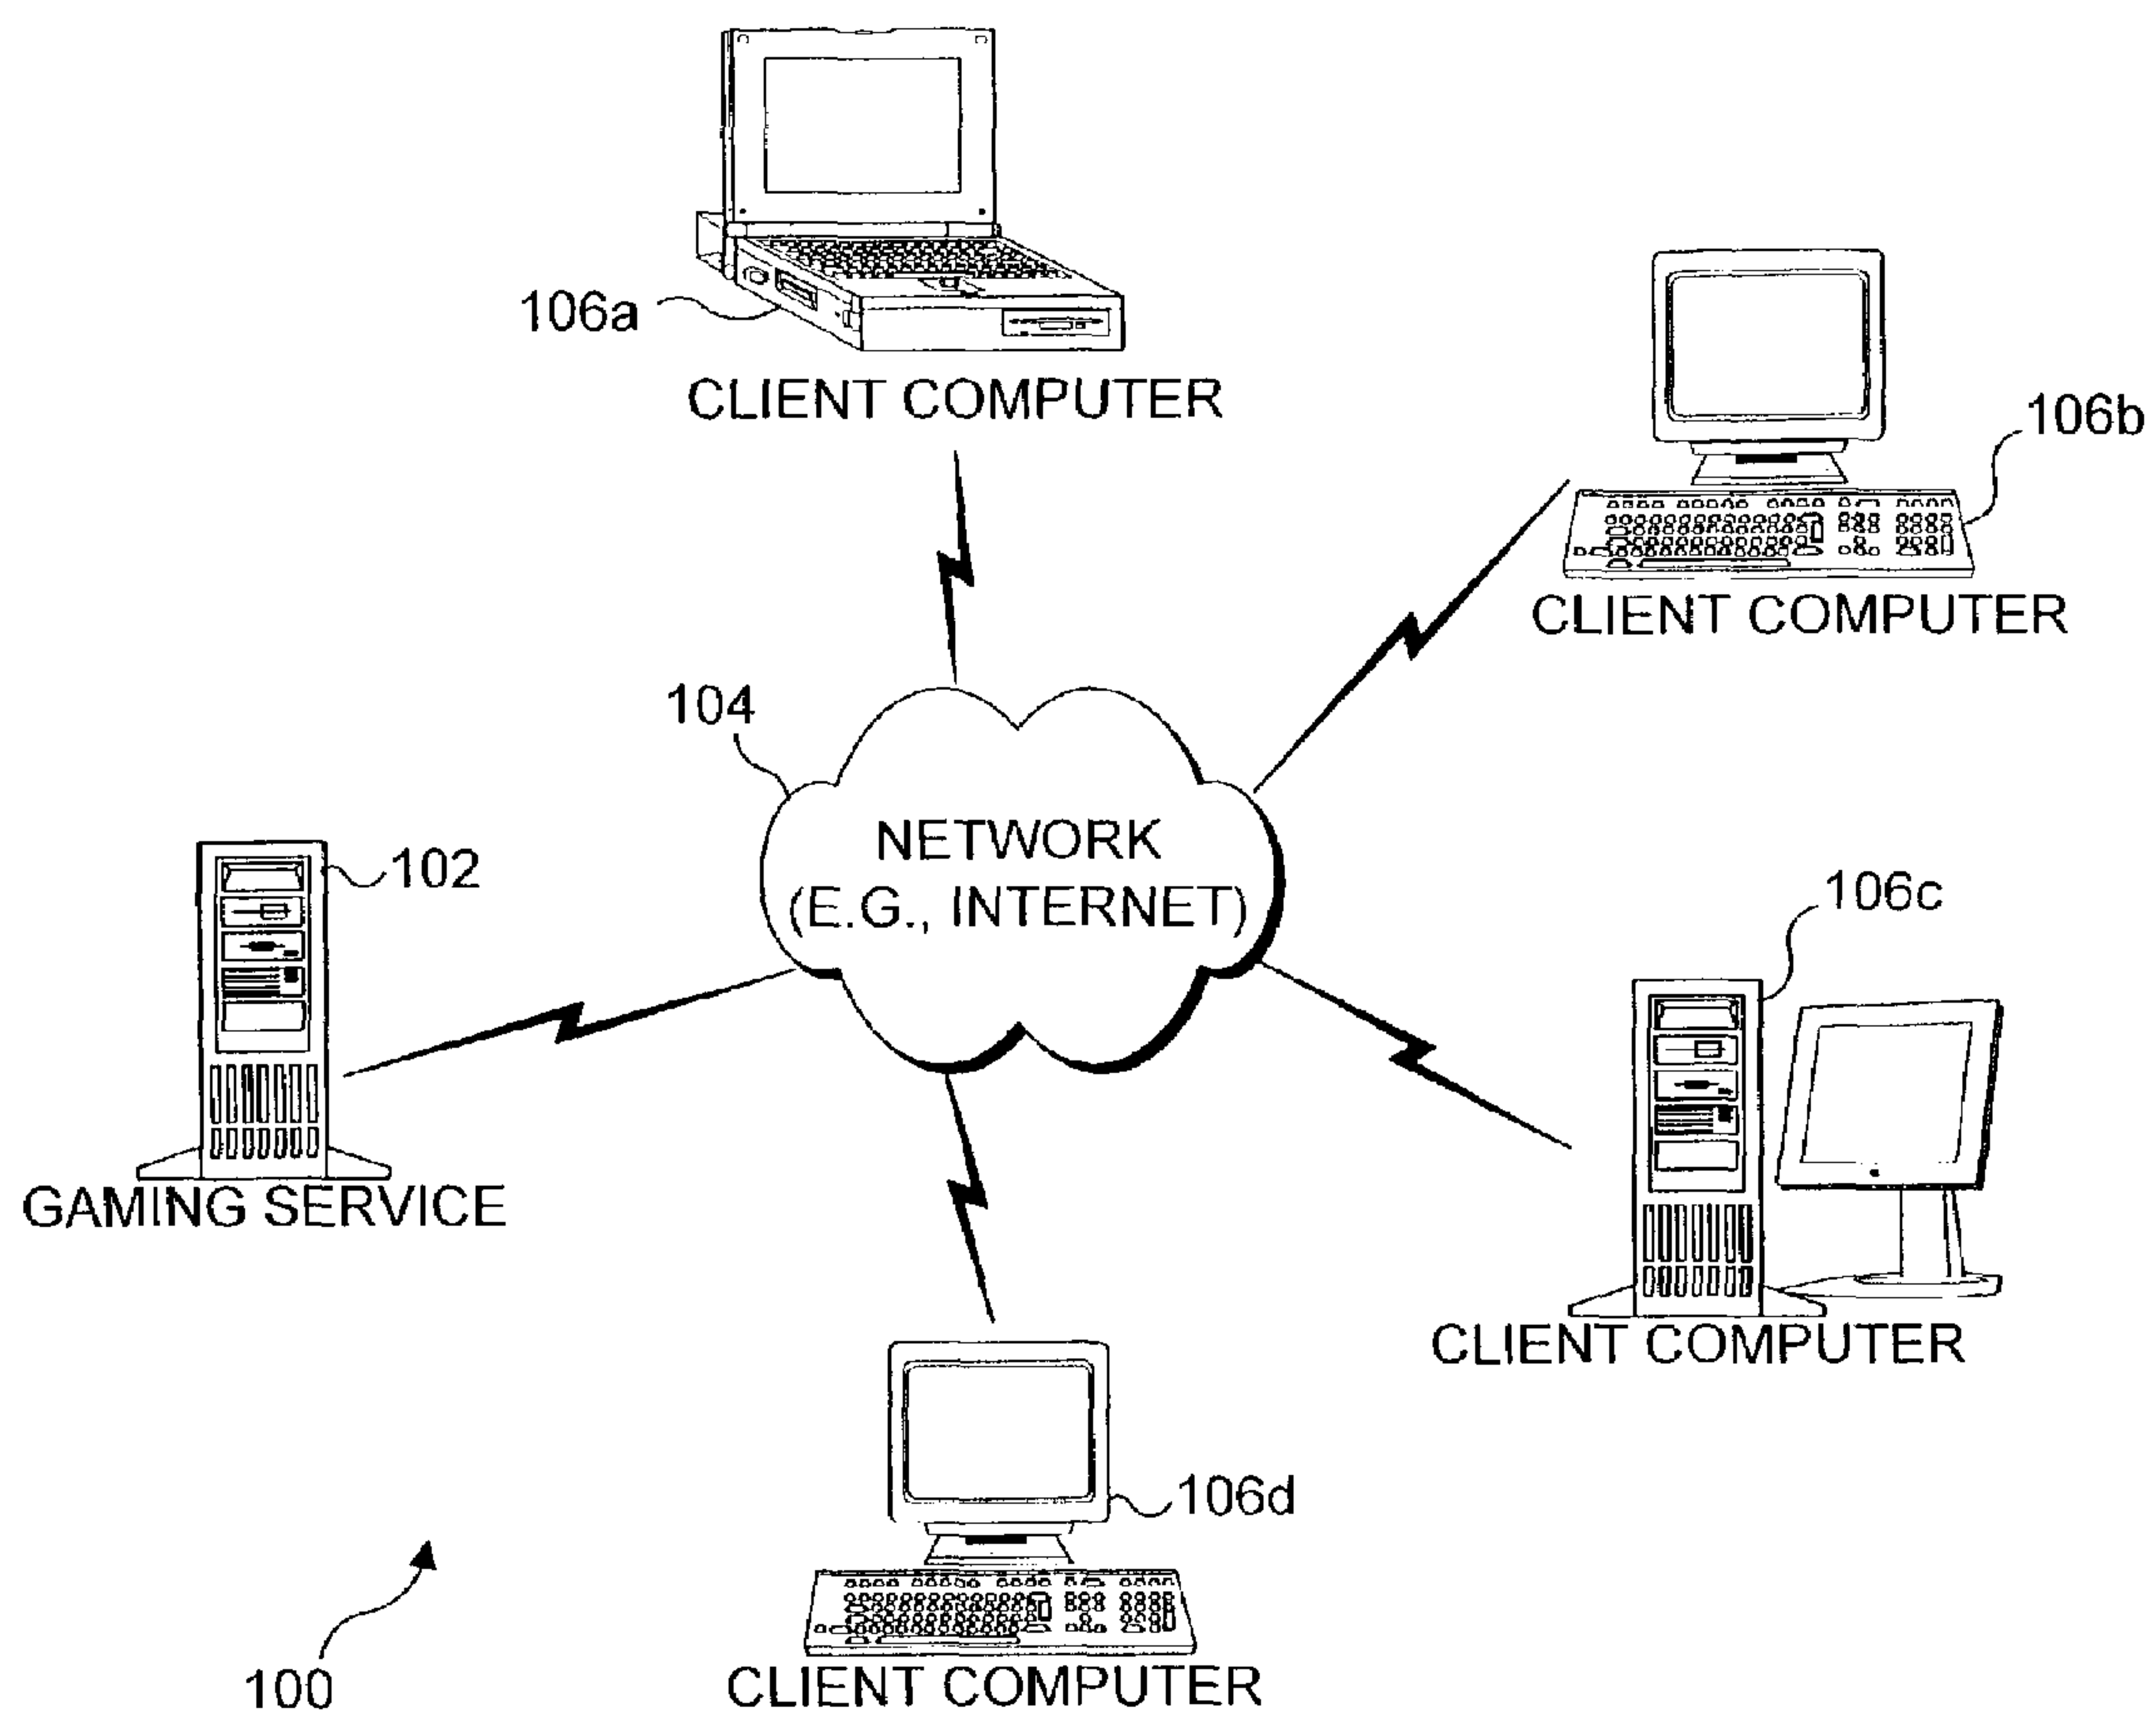 106a
CLIENT COMPUTER
106b
CLIENT COMPUTER
104
NETWORK
(E.G., INTERNET)
102
GAMING SERVICE
106c
CLIENT COMPUTER
106d
CLIENT COMPUTER
100